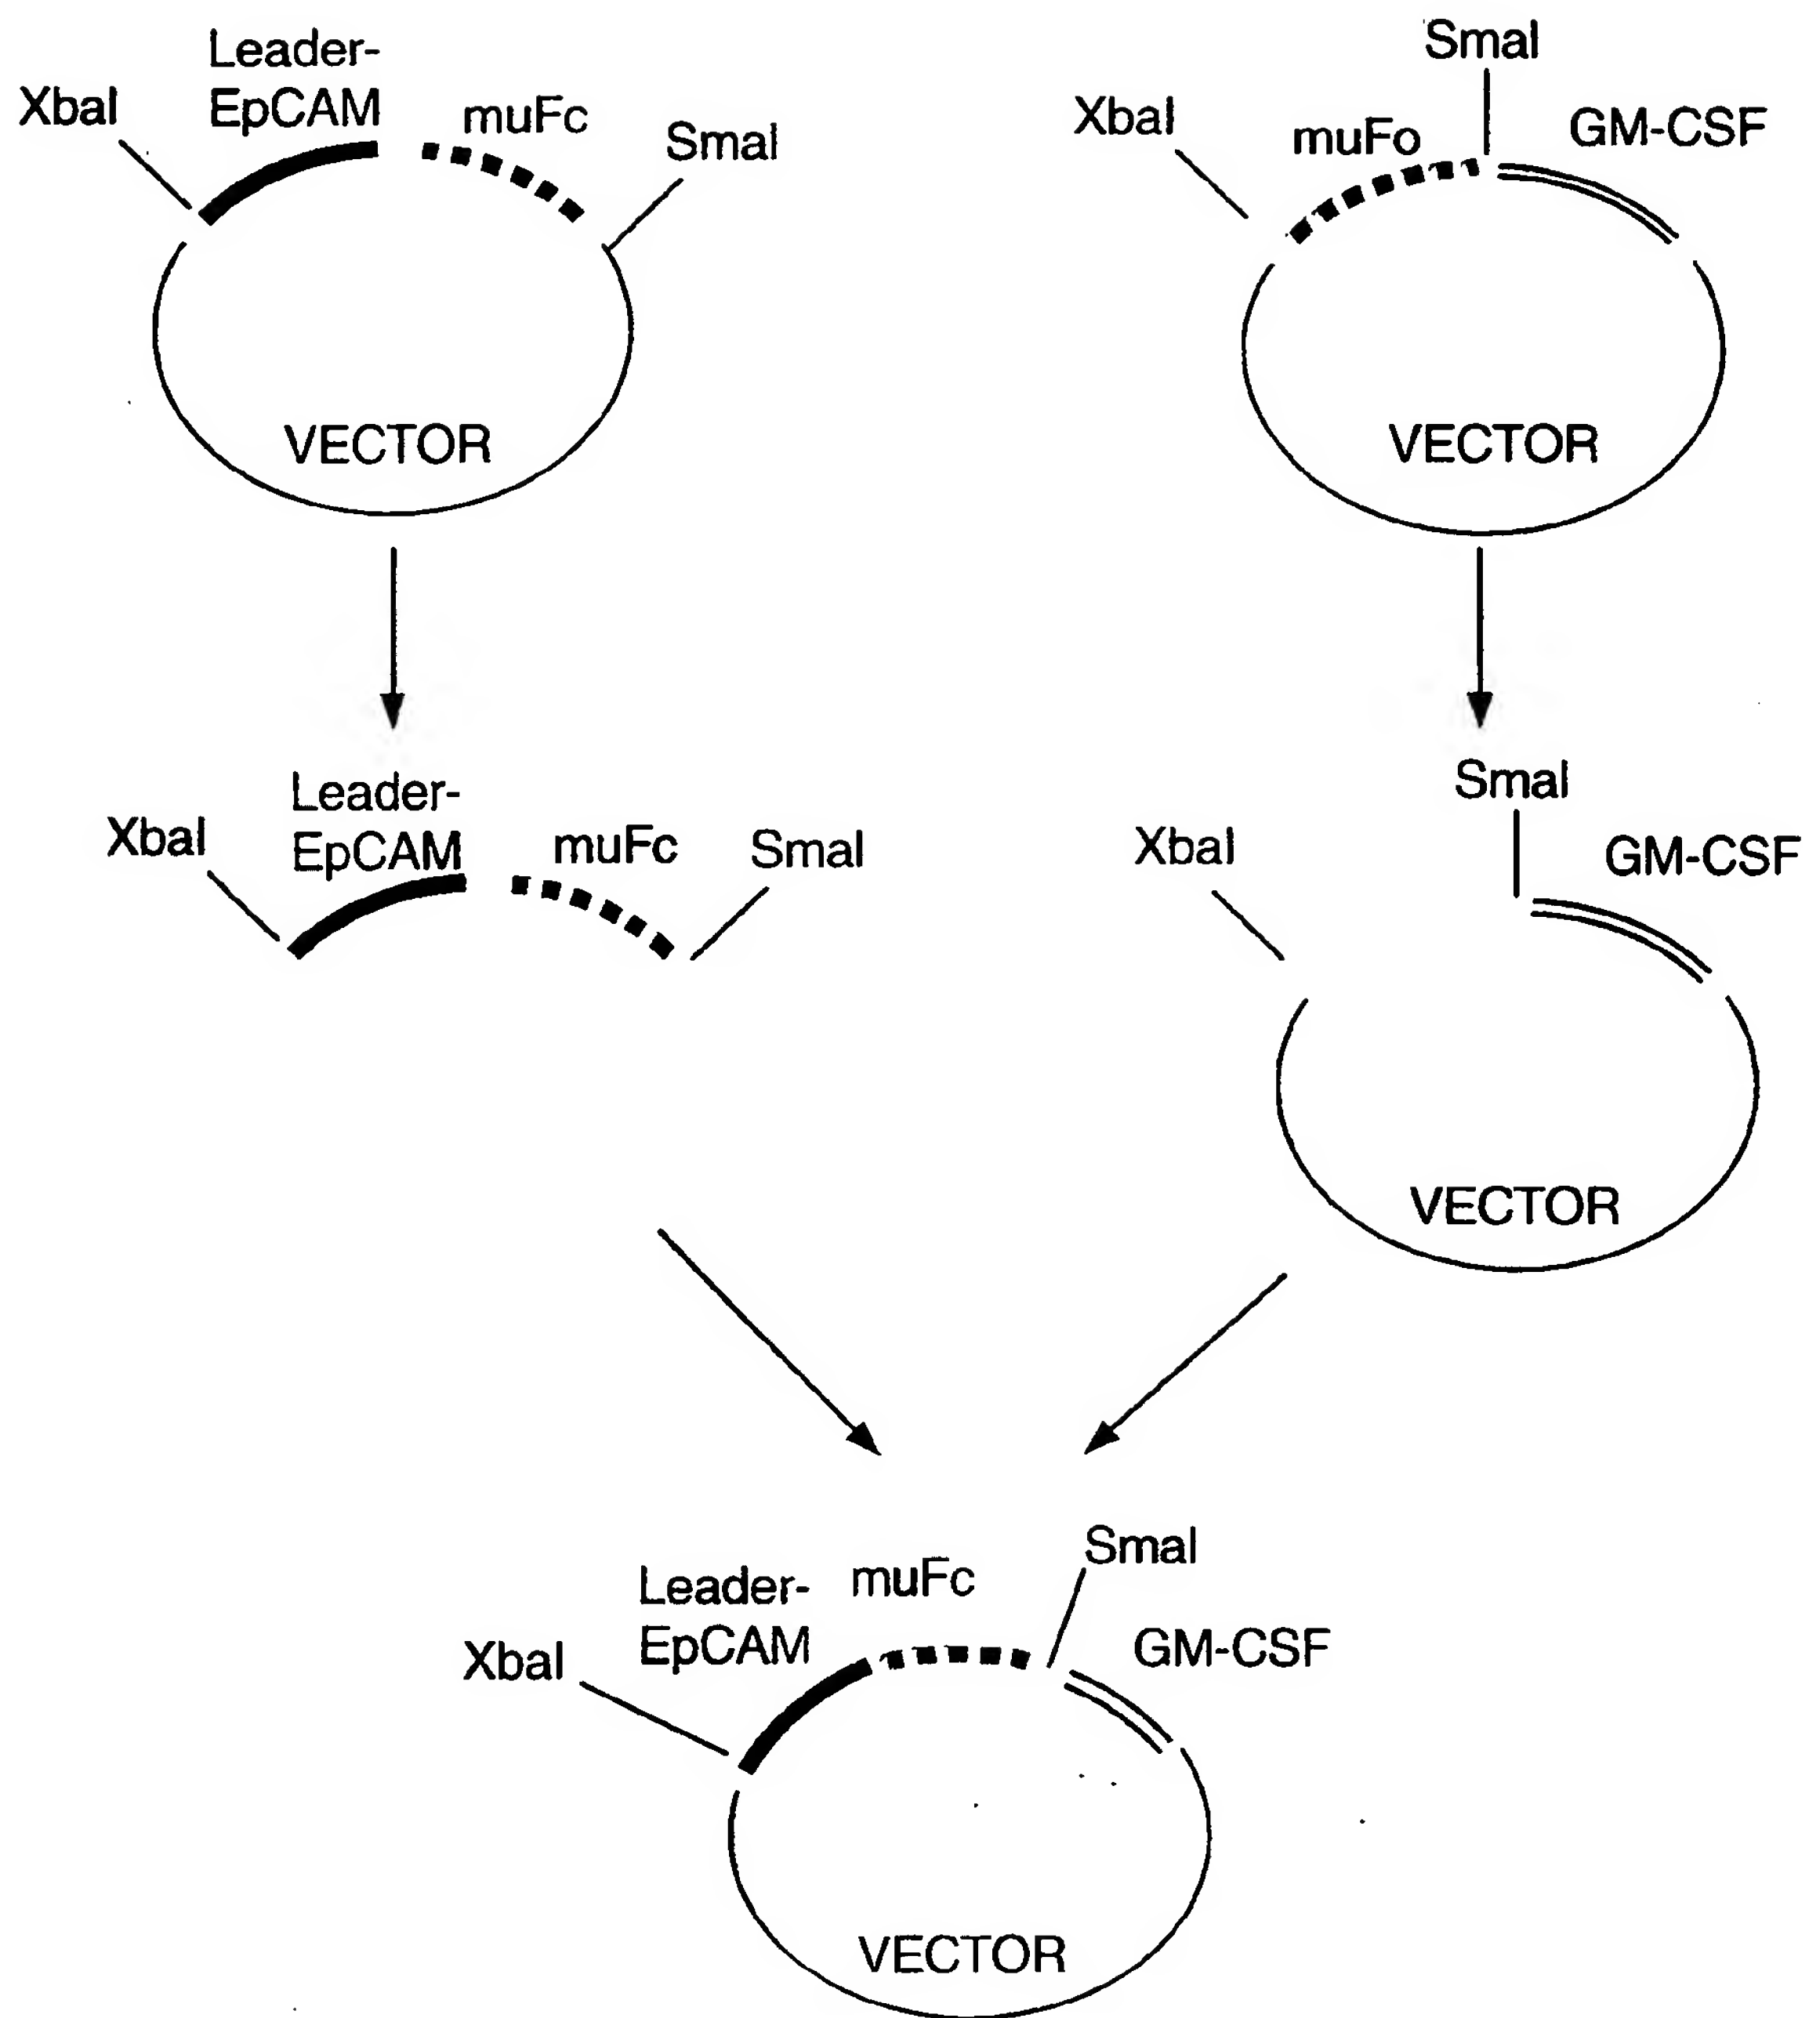 Leader-
EpCAM
XbaI
muFc
SmaI
VECTOR
SmaI
XbaI
muFo
GM-CSF
VECTOR
Leader-
EpCAM
XbaI
muFc
SmaI
SmaI
XbaI
GM-CSF
VECTOR
SmaI
Leader-
EpCAM
muFc
XbaI
GM-CSF
VECTOR